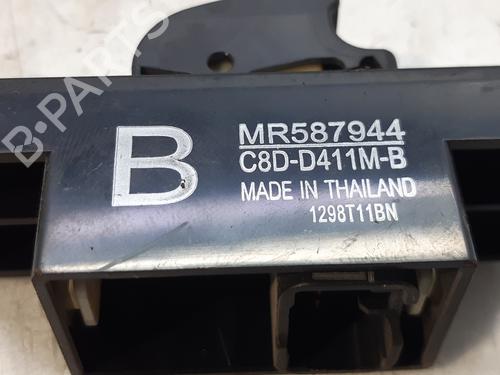 B-PARTS
B
MR587944
C8D-D411M-B
MADE IN THAILAND
1298T11BN